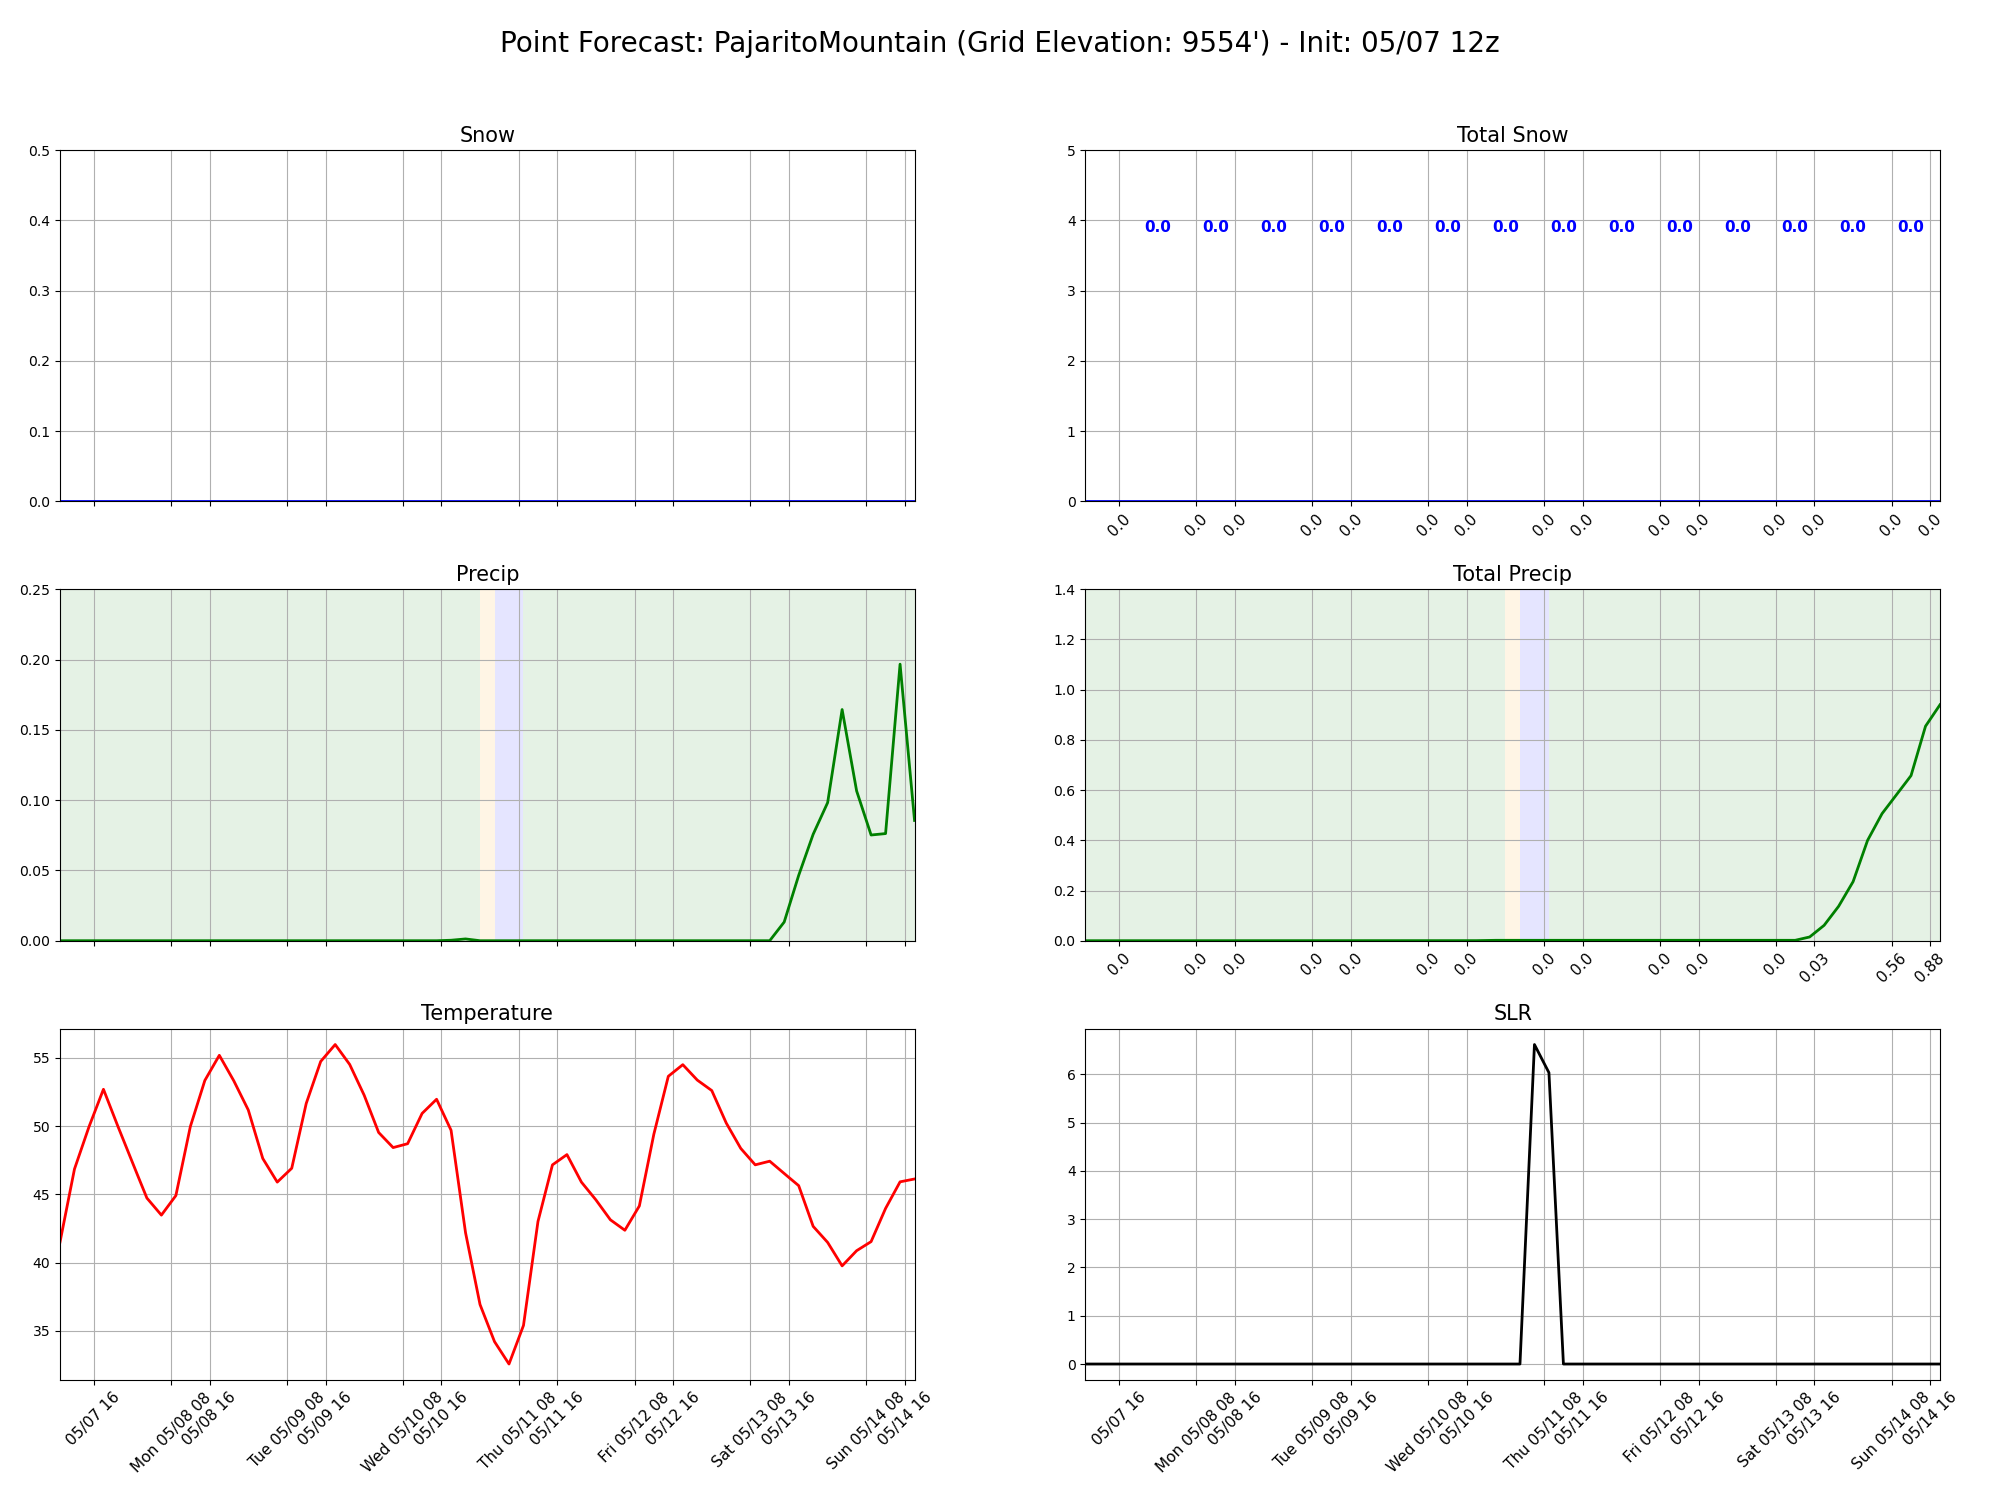 Point Forecast: PajaritoMountain (Grid Elevation: 9554') - Init: 05/07 12z
Snow
0.5
0.4
0.3
0.2
0.1
0.0
Total Snow
5
4
3
2
1
0
0.0 0.0 0.0 0.0 0.0 0.0 0.0 0.0 0.0 0.0 0.0 0.0 0.0 0.0
0.0 0.0 0.0 0.0 0.0 0.0 0.0 0.0 0.0 0.0 0.0 0.0 0.0 0.0 0.0
Precip
0.25
0.20
0.15
0.10
0.05
0.00
Total Precip
1.4
1.2
1.0
0.8
0.6
0.4
0.2
0.0
0.0 0.0 0.0 0.0 0.0 0.0 0.0 0.0 0.0 0.0 0.0 0.0 0.03 0.56 0.88
Temperature
55
50
45
40
35
05/07 16
Mon 05/08 08
05/08 16
Tue 05/09 08
05/09 16
Wed 05/10 08
05/10 16
Thu 05/11 08
05/11 16
Fri 05/12 08
05/12 16
Sat 05/13 08
05/13 16
Sun 05/14 08
05/14 16
SLR
6
5
4
3
2
1
0
05/07 16
Mon 05/08 08
05/08 16
Tue 05/09 08
05/09 16
Wed 05/10 08
05/10 16
Thu 05/11 08
05/11 16
Fri 05/12 08
05/12 16
Sat 05/13 08
05/13 16
Sun 05/14 08
05/14 16